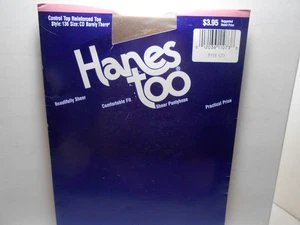 Control Top Reinforced Toe
Style: 136 Size: CD Barely There®
$3.95
Suggested
Retail Price
Hanes
too
Beautifully Sheer
Comfortable Fit
Sheer Pantyhose
Practical Price